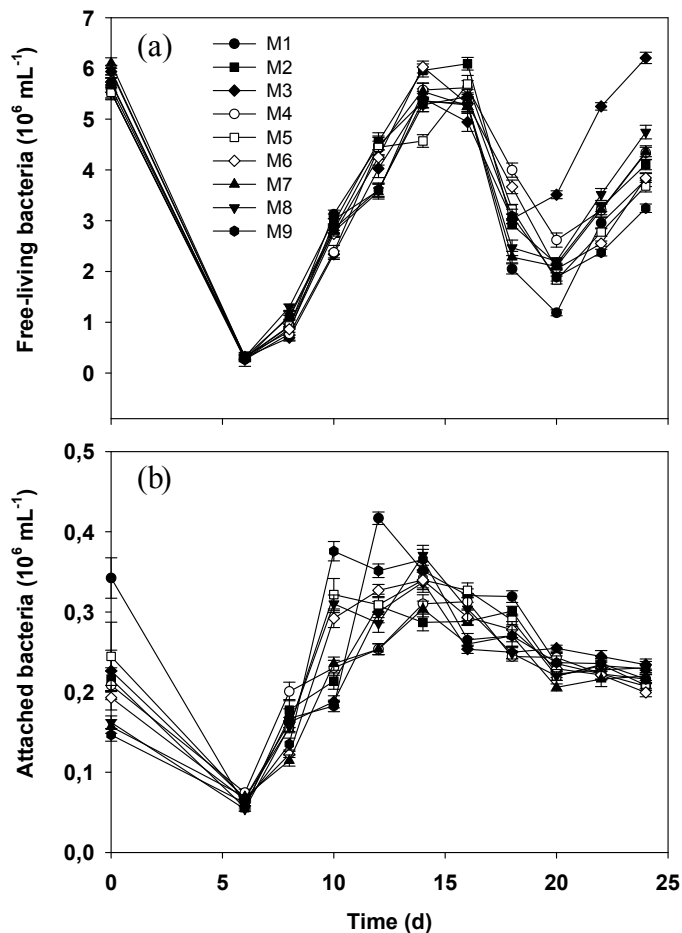 (a)
M1
M2
M3
M4
M5
M6
M7
M8
M9
Free-living bacteria (10⁶ mL⁻¹)
7
6
5
4
3
2
1
0
(b)
Attached bacteria (10⁶ mL⁻¹)
0,5
0,4
0,3
0,2
0,1
0,0
0 5 10 15 20 25
Time (d)